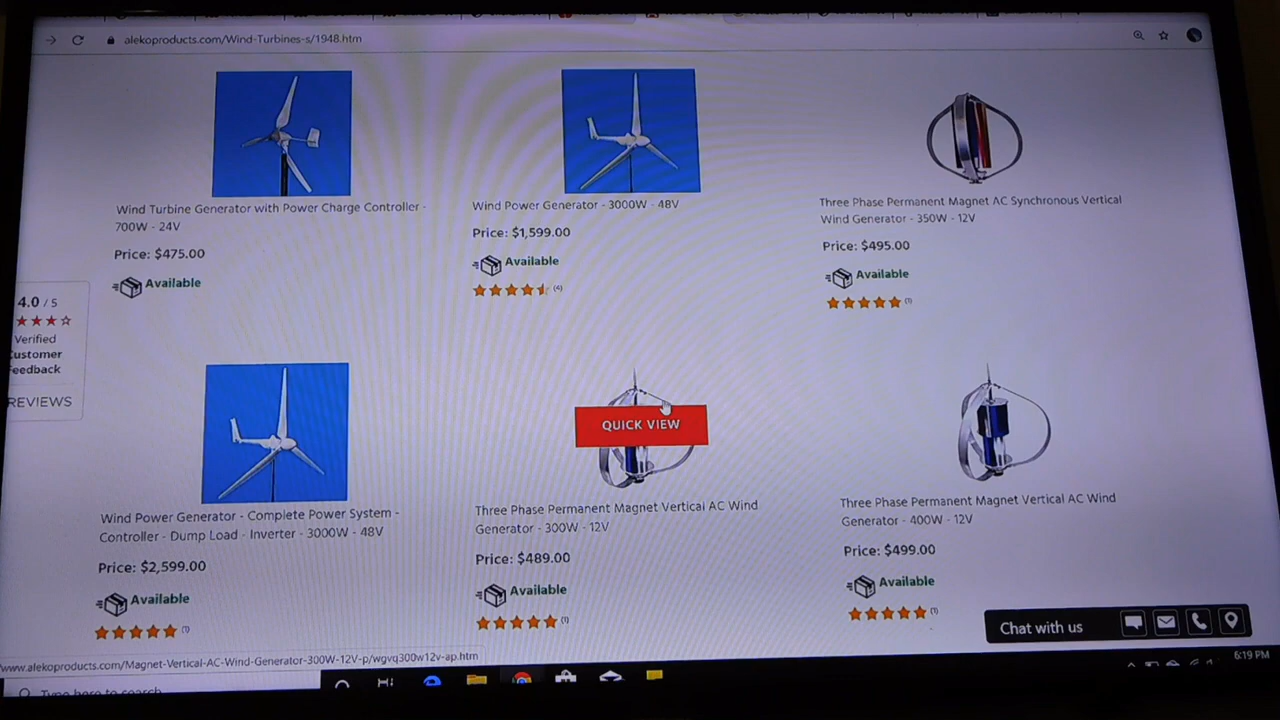 alekoproducts.com/Wind-Turbines-s/1948.htm
Wind Turbine Generator with Power Charge Controller -
700W - 24V
Price: $475.00
Available
Wind Power Generator - 3000W - 48V
Price: $1,599.00
Available
(4)
Three Phase Permanent Magnet AC Synchronous Vertical
Wind Generator - 350W - 12V
Price: $495.00
Available
(1)
4.0 / 5
Verified
Customer
Feedback
REVIEWS
Wind Power Generator - Complete Power System -
Controller - Dump Load - Inverter - 3000W - 48V
Price: $2,599.00
Available
(1)
QUICK VIEW
Three Phase Permanent Magnet Vertical AC Wind
Generator - 300W - 12V
Price: $489.00
Available
(1)
Three Phase Permanent Magnet Vertical AC Wind
Generator - 400W - 12V
Price: $499.00
Available
(1)
Chat with us
www.alekoproducts.com/Magnet-Vertical-AC-Wind-Generator-300W-12V-p/wgvq300w12v-ap.htm
Type here to search
6:19 PM